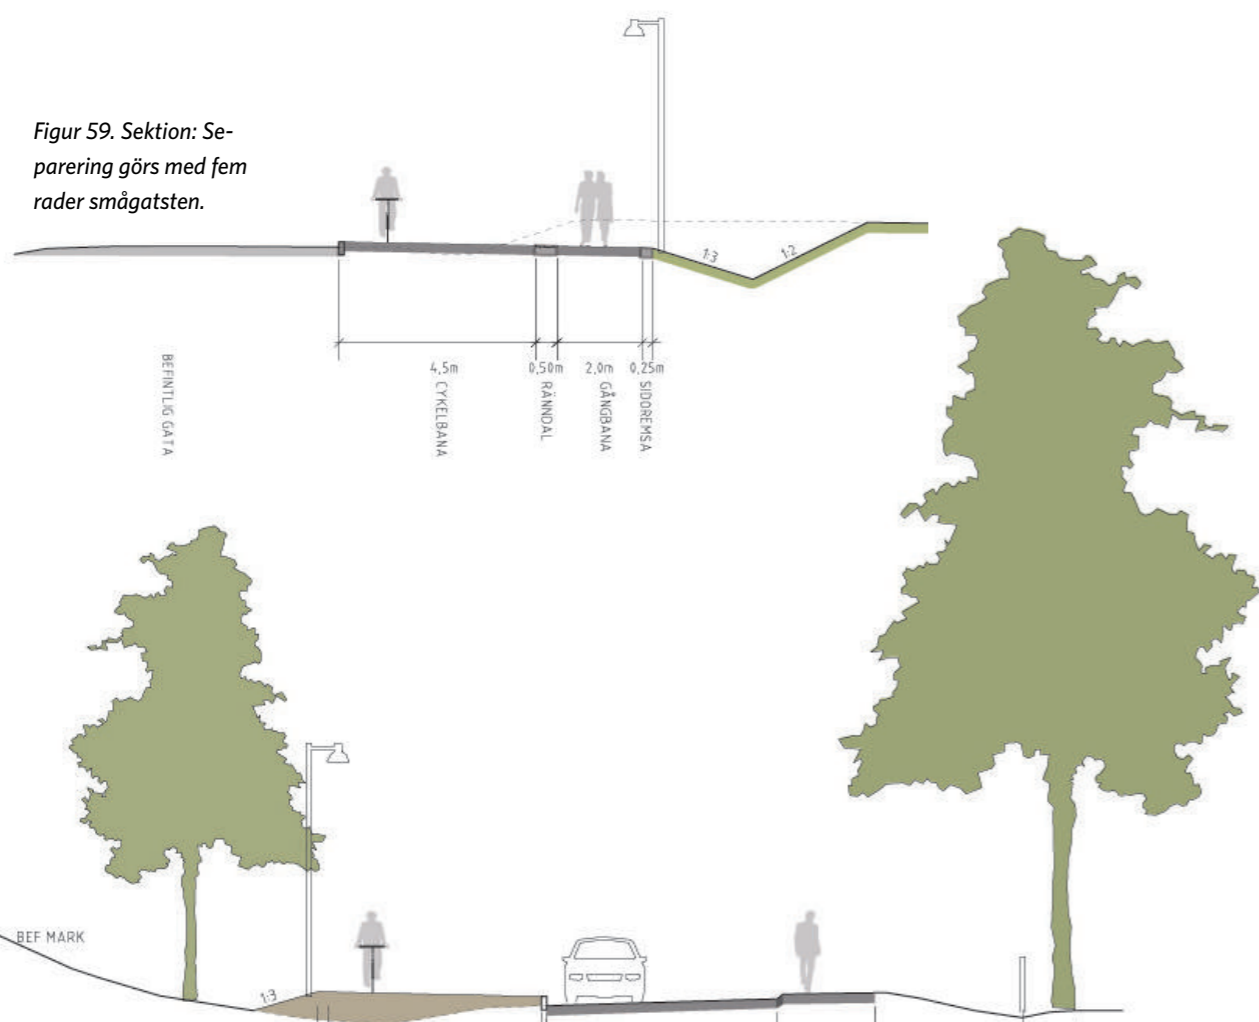 Figur 59. Sektion: Se-
parering görs med fem
rader smågatsten.
1:3
1:2
4,5m
0,50m
2,0m
0,25m
BEFINTLIG GATA
CYKELBANA
RÄNNDAL
GÅNGBANA
SIDOREMSA
BEF MARK
1:3